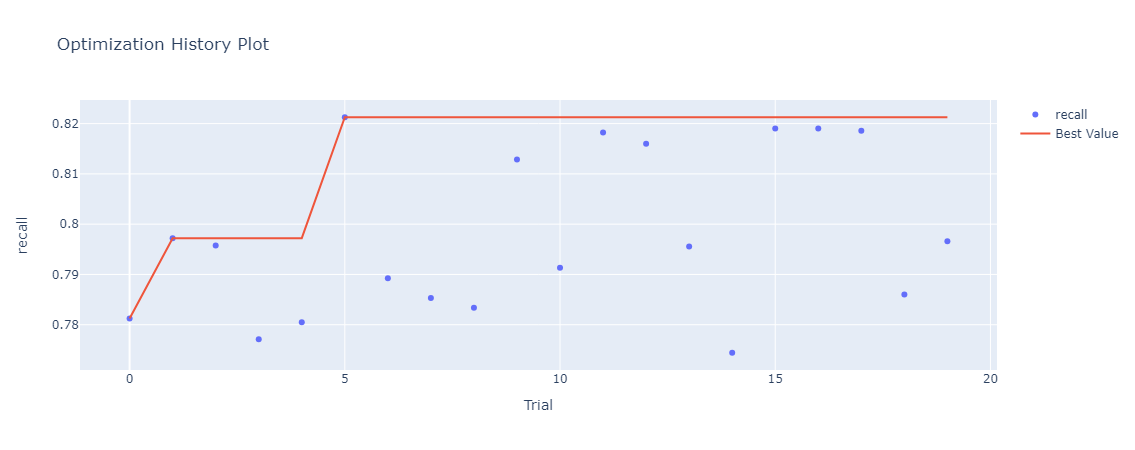 Optimization History Plot
recall
Best Value
0.82
0.81
0.8
0.79
0.78
recall
0
5
10
15
20
Trial